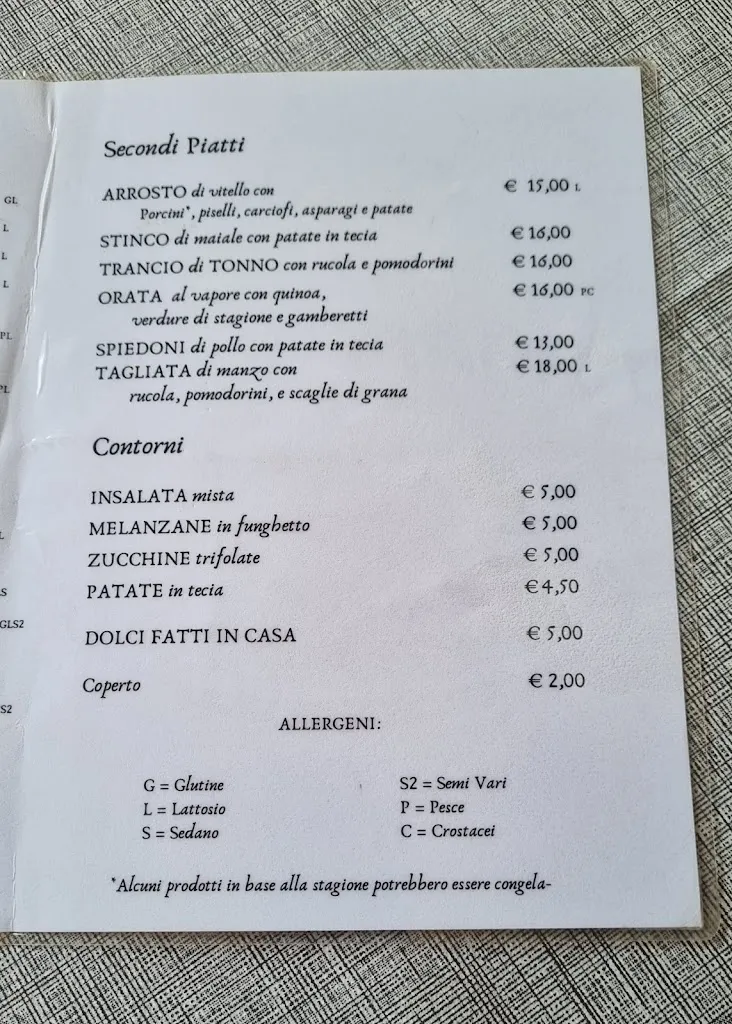 GL
L
L
L
PL
PL
L
S
GLS2
S2
Secondi Piatti
ARROSTO di vitello con € 15,00 L
Porcini*, piselli, carciofi, asparagi e patate
STINCO di maiale con patate in tecia € 16,00
TRANCIO di TONNO con rucola e pomodorini € 16,00
ORATA al vapore con quinoa, € 16,00 PC
verdure di stagione e gamberetti
SPIEDONI di pollo con patate in tecia € 13,00
TAGLIATA di manzo con € 18,00 L
rucola, pomodorini, e scaglie di grana
Contorni
INSALATA mista € 5,00
MELANZANE in funghetto € 5,00
ZUCCHINE trifolate € 5,00
PATATE in tecia € 4,50
DOLCI FATTI IN CASA € 5,00
Coperto € 2,00
ALLERGENI:
G = Glutine S2 = Semi Vari
L = Lattosio P = Pesce
S = Sedano C = Crostacei
*Alcuni prodotti in base alla stagione potrebbero essere congela-